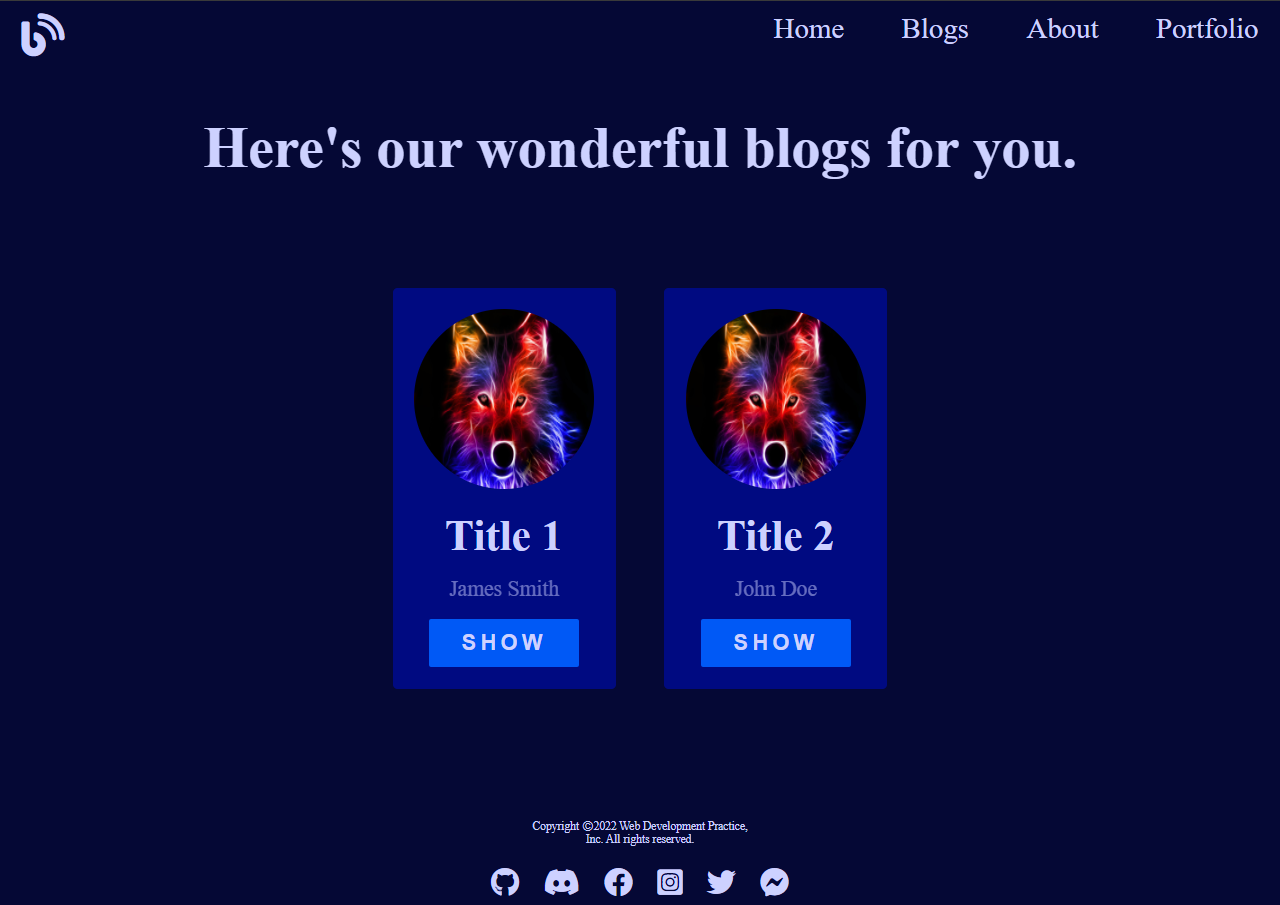 Home Blogs About Portfolio
Here's our wonderful blogs for you.
Title 1
James Smith
SHOW
Title 2
John Doe
SHOW
Copyright ©2022 Web Development Practice,
Inc. All rights reserved.